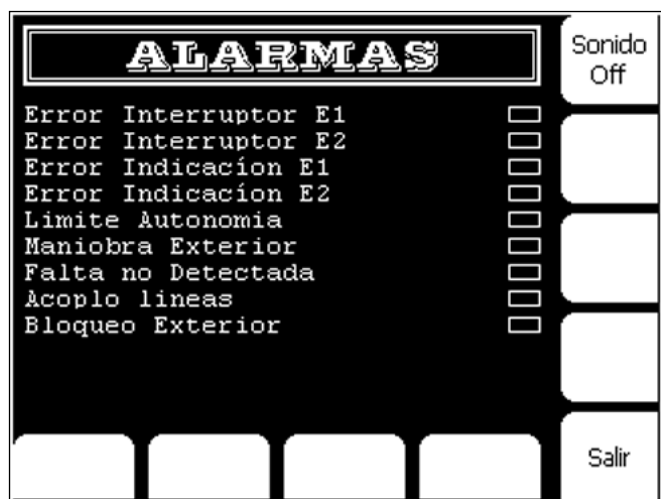 ALARMAS
Sonido
Off
Error Interruptor E1
Error Interruptor E2
Error Indicacíon E1
Error Indicacíon E2
Limite Autonomia
Maniobra Exterior
Falta no Detectada
Acoplo lineas
Bloqueo Exterior
Salir